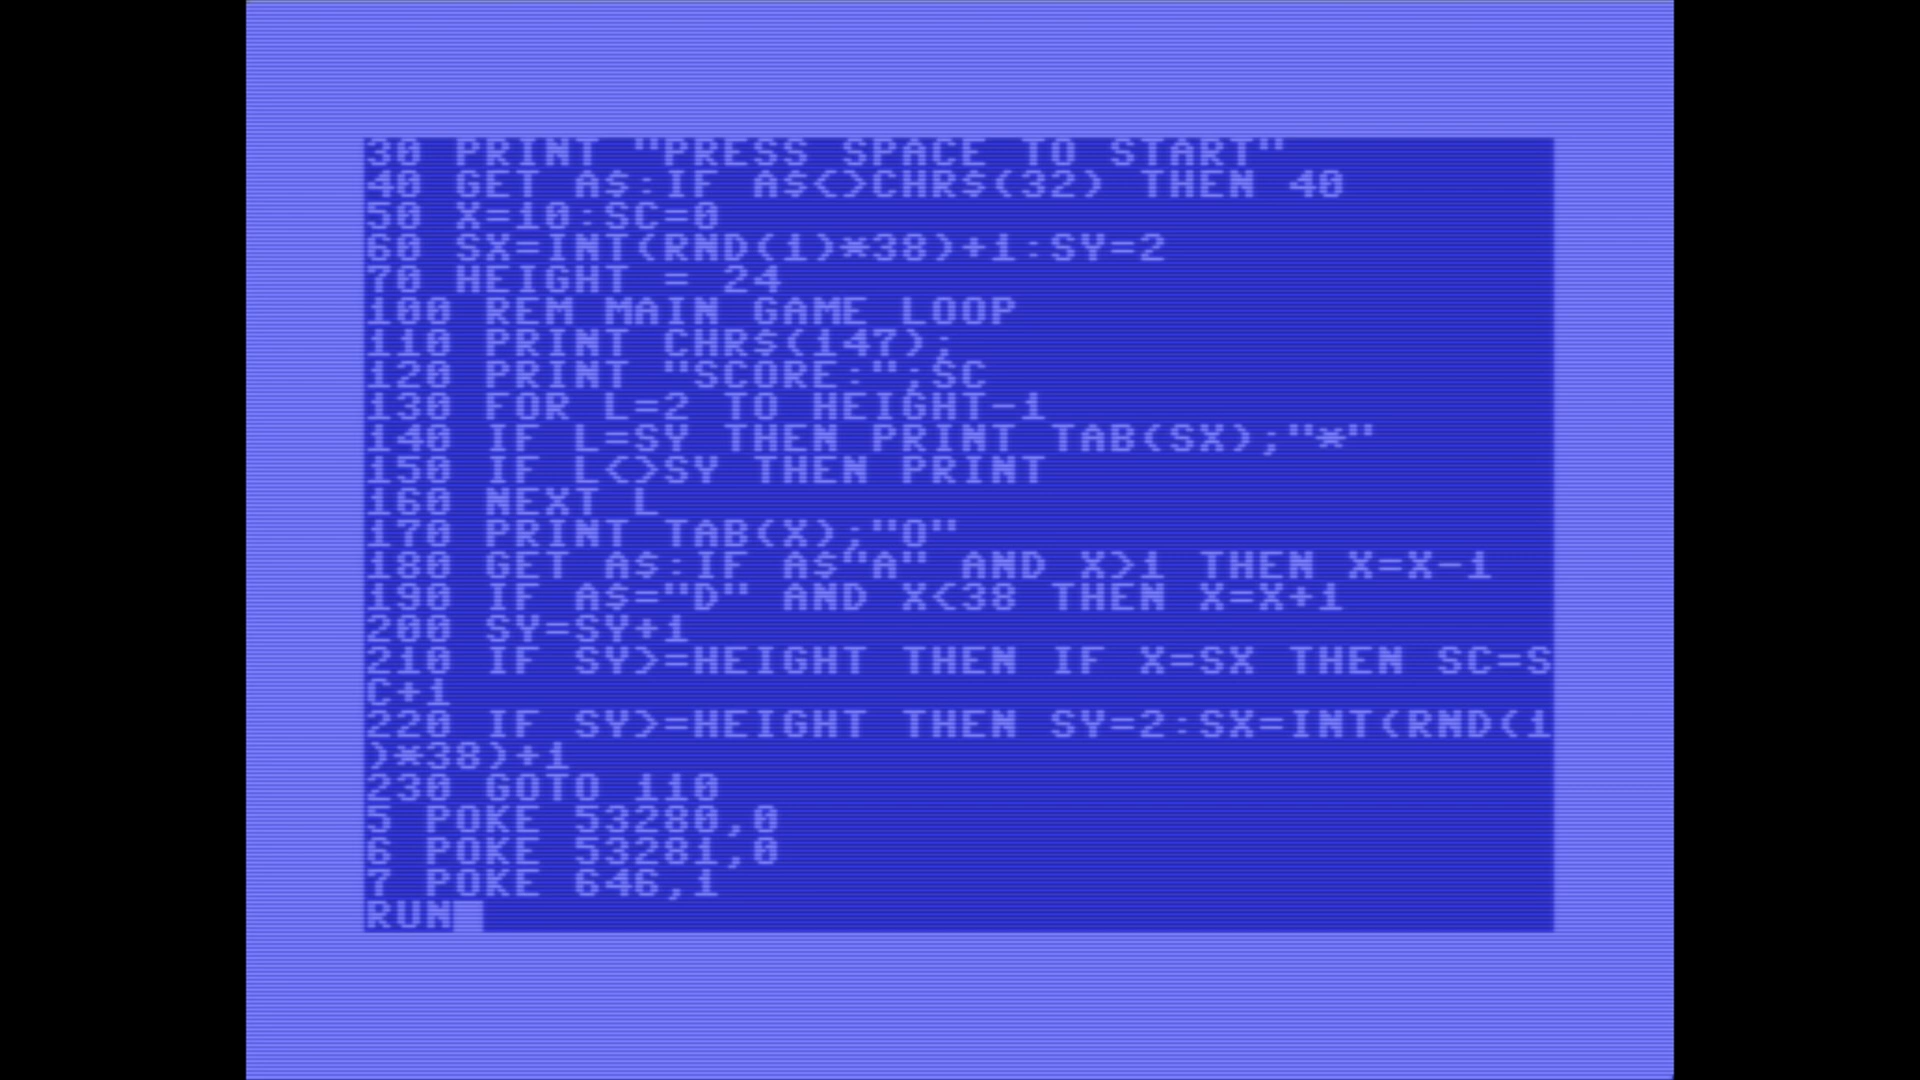 30 PRINT "PRESS SPACE TO START"
40 GET A$:IF A$<>CHR$(32) THEN 40
50 X=10:SC=0
60 SX=INT(RND(1)*38)+1:SY=2
70 HEIGHT = 24
100 REM MAIN GAME LOOP
110 PRINT CHR$(147);
120 PRINT "SCORE:";SC
130 FOR L=2 TO HEIGHT-1
140 IF L=SY THEN PRINT TAB(SX);"*"
150 IF L<>SY THEN PRINT
160 NEXT L
170 PRINT TAB(X);"O"
180 GET A$:IF A$"A" AND X>1 THEN X=X-1
190 IF A$="D" AND X<38 THEN X=X+1
200 SY=SY+1
210 IF SY>=HEIGHT THEN IF X=SX THEN SC=S
C+1
220 IF SY>=HEIGHT THEN SY=2:SX=INT(RND(1
)*38)+1
230 GOTO 110
5 POKE 53280,0
6 POKE 53281,0
7 POKE 646,1
RUN